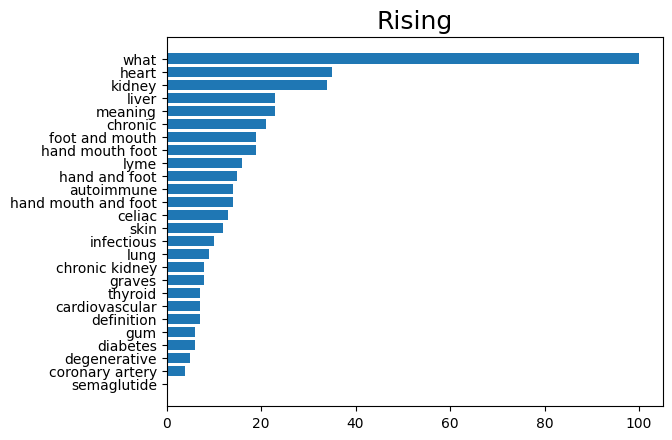 Rising
what
heart
kidney
liver
meaning
chronic
foot and mouth
hand mouth foot
lyme
hand and foot
autoimmune
hand mouth and foot
celiac
skin
infectious
lung
chronic kidney
graves
thyroid
cardiovascular
definition
gum
diabetes
degenerative
coronary artery
semaglutide
0 20 40 60 80 100